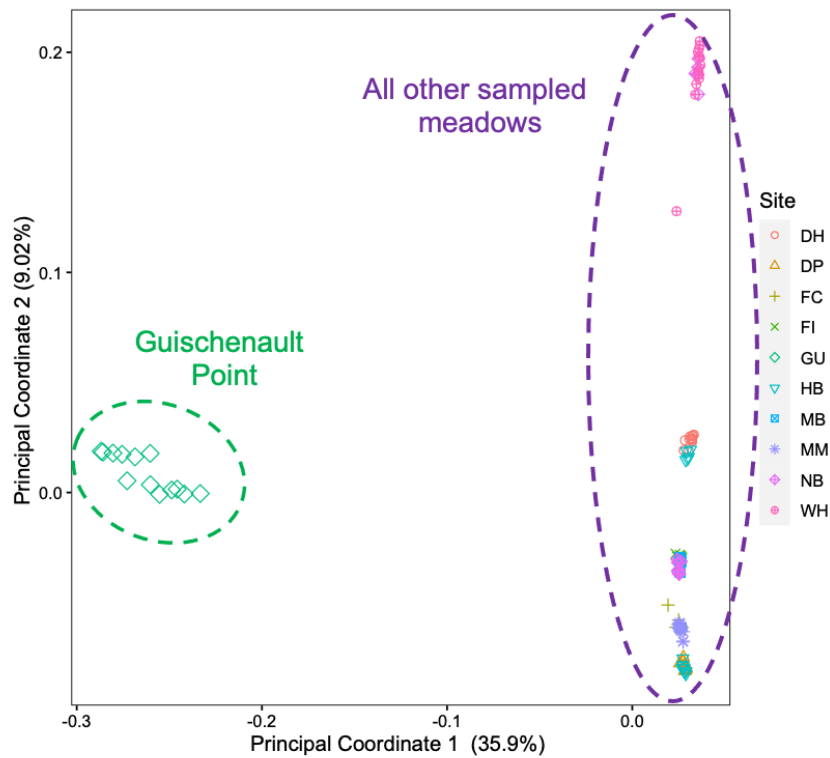 0.2
0.1
0.0
-0.3
-0.2
-0.1
0.0
Principal Coordinate 2 (9.02%)
Principal Coordinate 1 (35.9%)
All other sampled
meadows
Guischenault
Point
Site
DH
DP
FC
FI
GU
HB
MB
MM
NB
WH